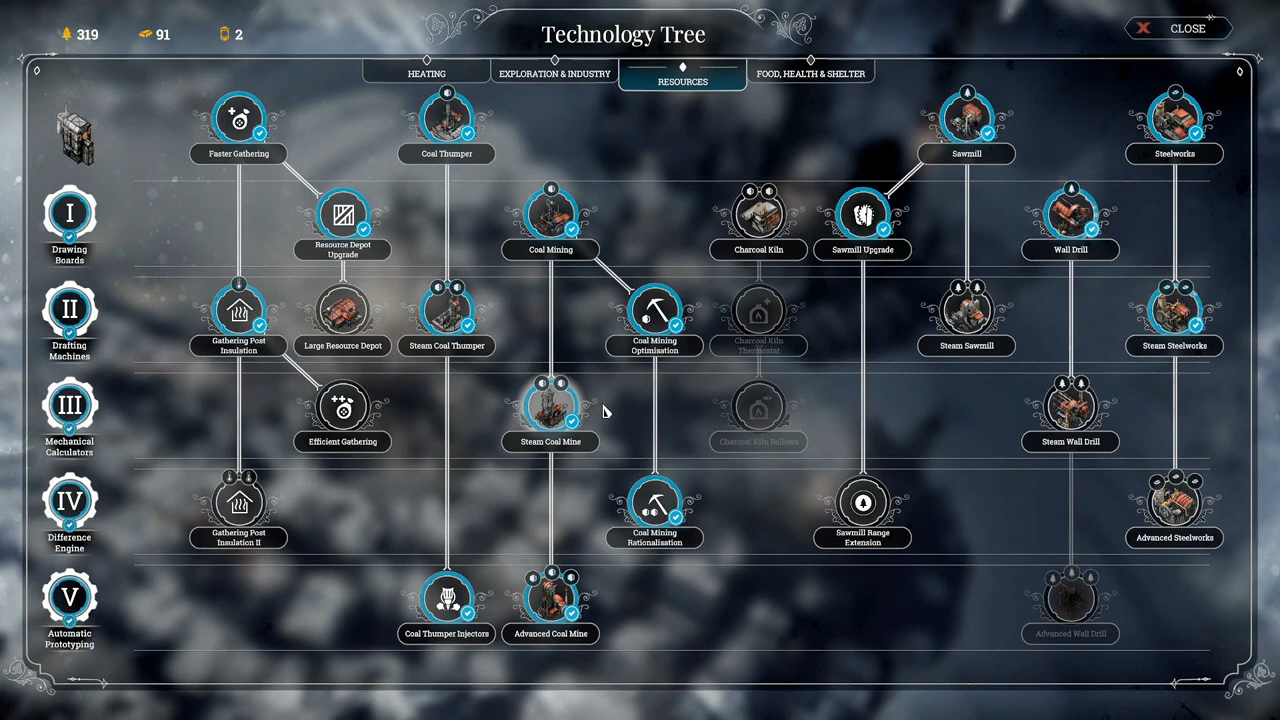 319 91 2
Technology Tree
X CLOSE
HEATING
EXPLORATION & INDUSTRY
RESOURCES
FOOD, HEALTH & SHELTER
Faster Gathering
Coal Thumper
Sawmill
Steelworks
I
Drawing
Boards
Resource Depot
Upgrade
Coal Mining
Charcoal Kiln
Sawmill Upgrade
Wall Drill
II
Drafting
Machines
Gathering Post
Insulation
Large Resource Depot
Steam Coal Thumper
Coal Mining
Optimisation
Charcoal Kiln
Thermostat
Steam Sawmill
Steam Steelworks
III
Mechanical
Calculators
Efficient Gathering
Steam Coal Mine
Charcoal Kiln Bellows
Steam Wall Drill
IV
Difference
Engine
Gathering Post
Insulation II
Coal Mining
Rationalisation
Sawmill Range
Extension
Advanced Steelworks
V
Automatic
Prototyping
Coal Thumper Injectors
Advanced Coal Mine
Advanced Wall Drill